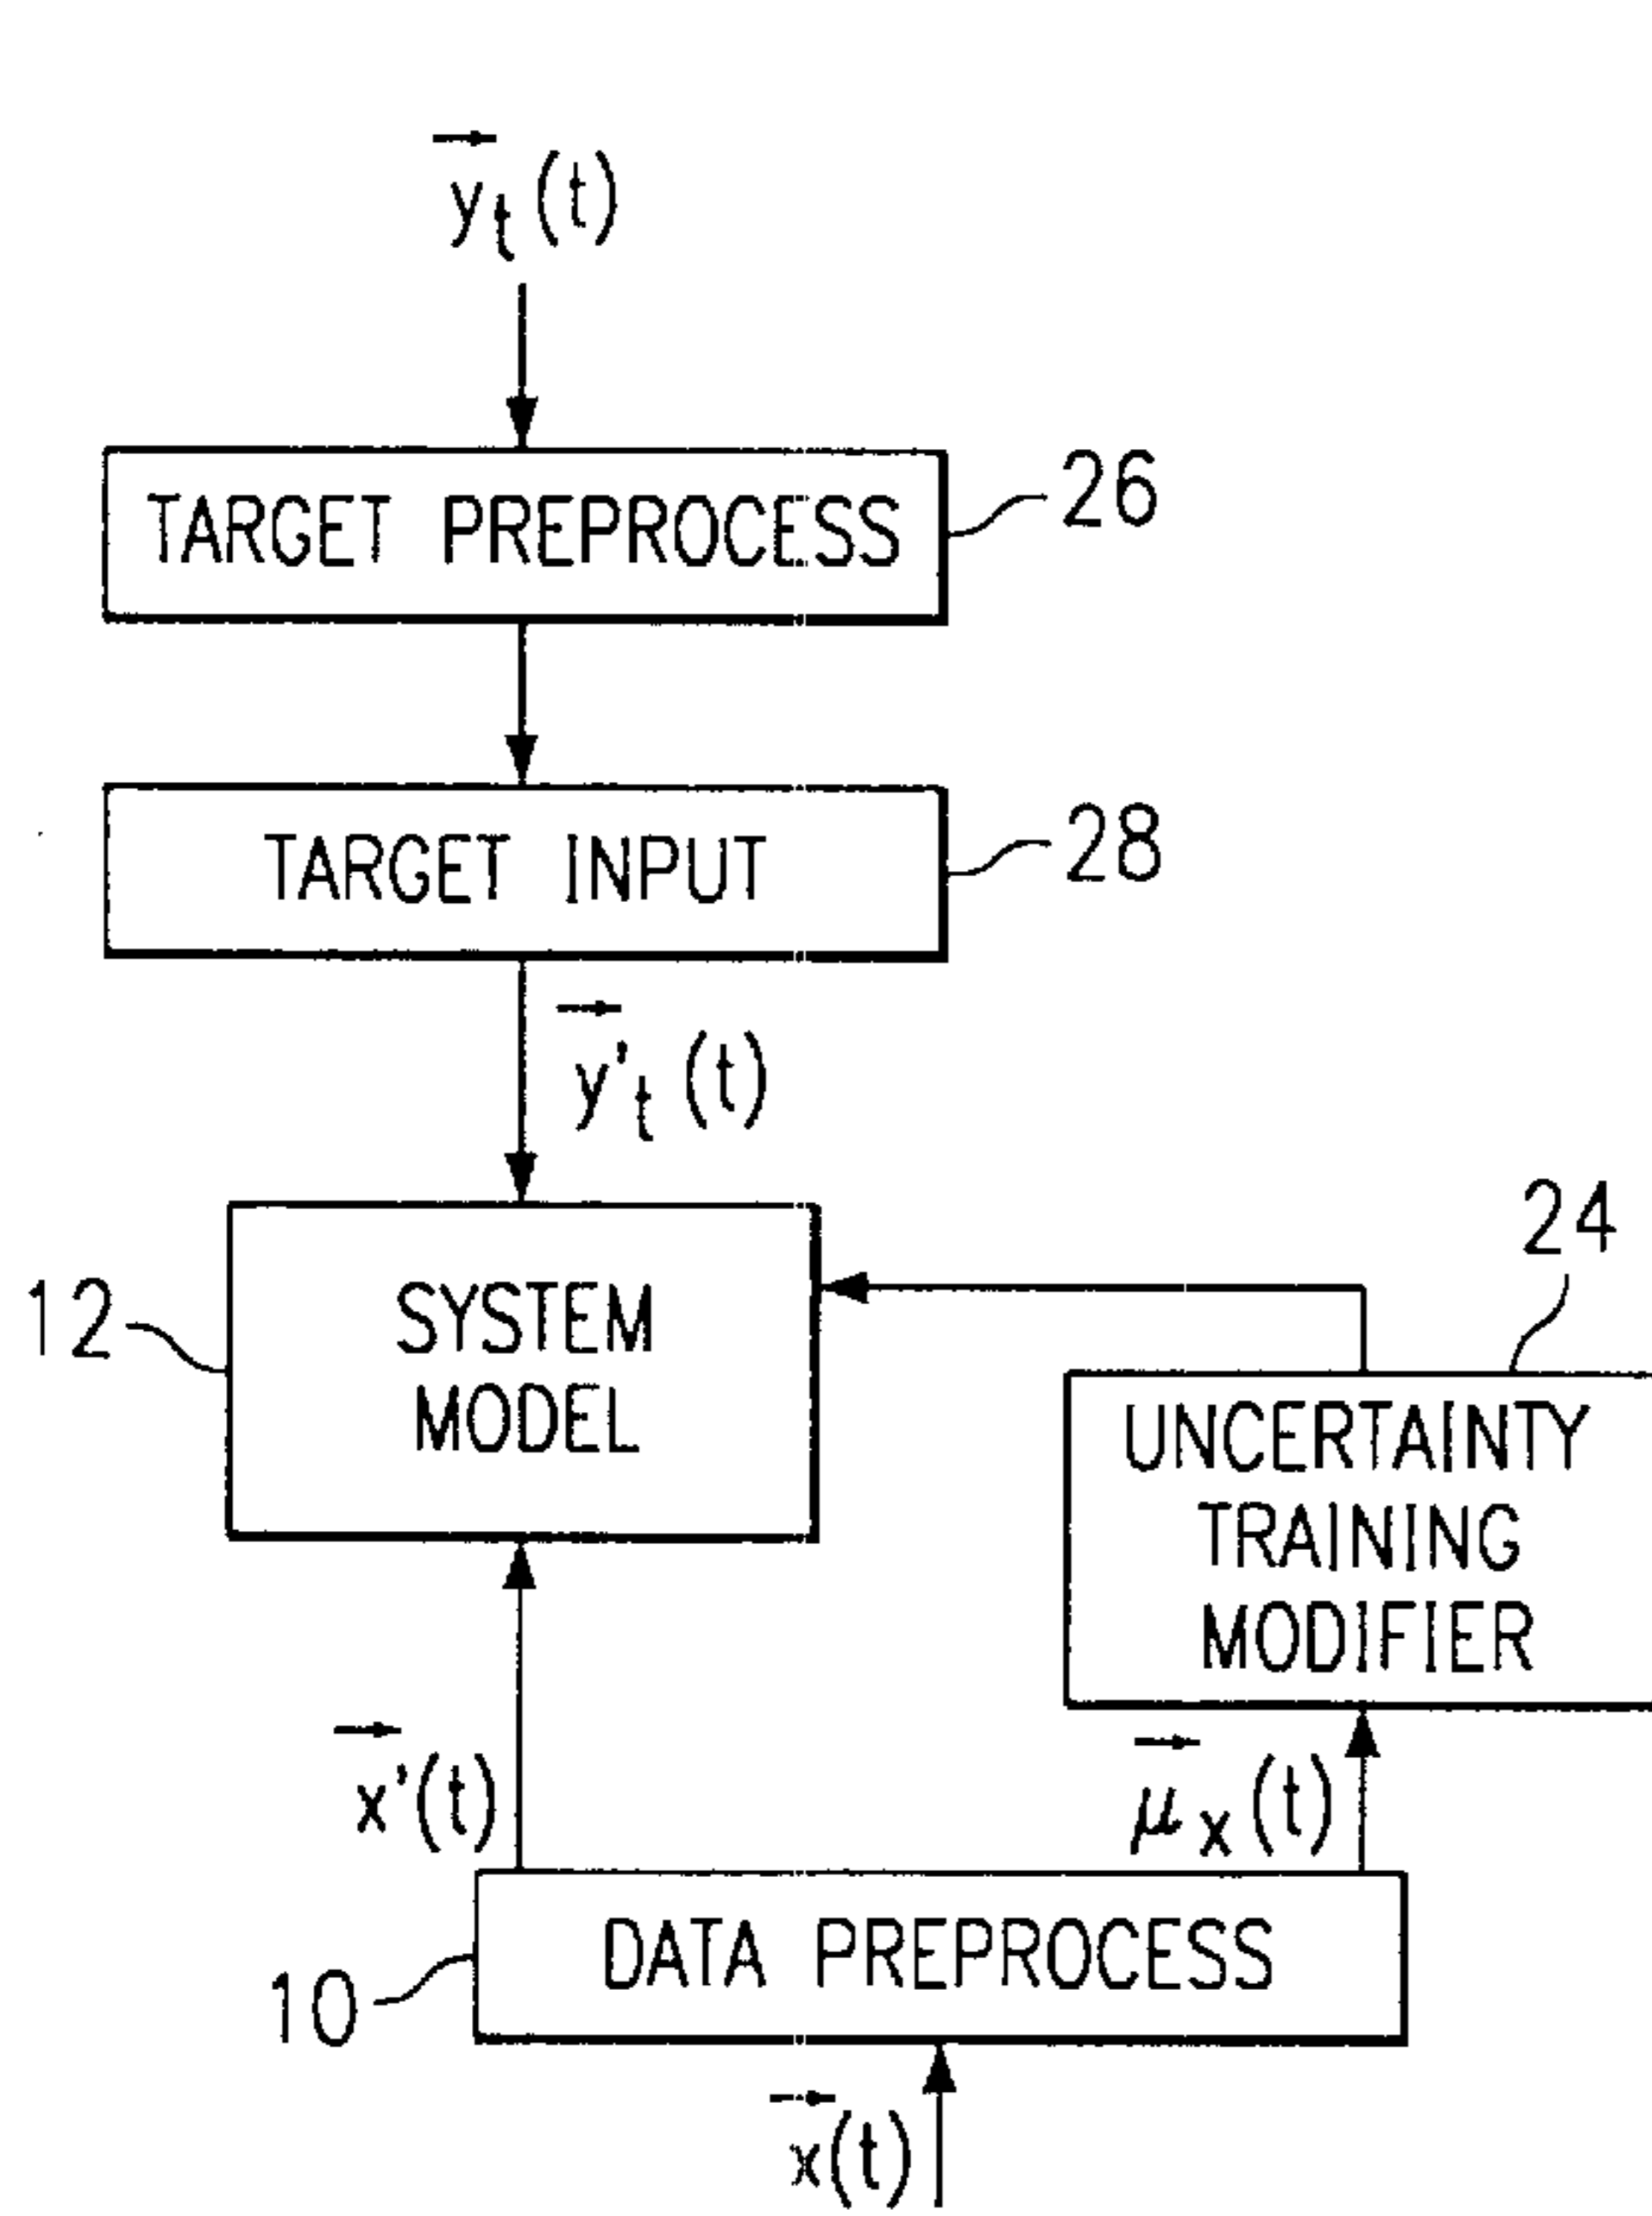 y⃗t(t)
TARGET PREPROCESS
26
TARGET INPUT
28
y⃗'t(t)
24
12
SYSTEM
MODEL
UNCERTAINTY
TRAINING
MODIFIER
x⃗'(t)
μ⃗x(t)
DATA PREPROCESS
10
x⃗(t)